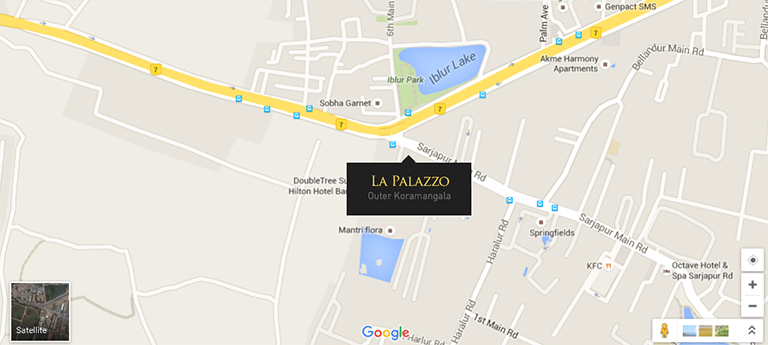 Genpact SMS
6th Main
Palm Ave
Bellandur Main Rd
7
Iblur Lake
Akme Harmony
Apartments
Iblur Park
7
Sobha Garnet
7
7
Sarjapur Main Rd
LA PALAZZO
Outer Koramangala
DoubleTree Su
Hilton Hotel Ba
Sarjapur Main Rd
Mantri flora
Springfields
Haralur Rd
KFC
Octave Hotel &
Spa Sarjapur Rd
Haralur Rd
1st Main Rd
Harlur Rd
Satellite
Google